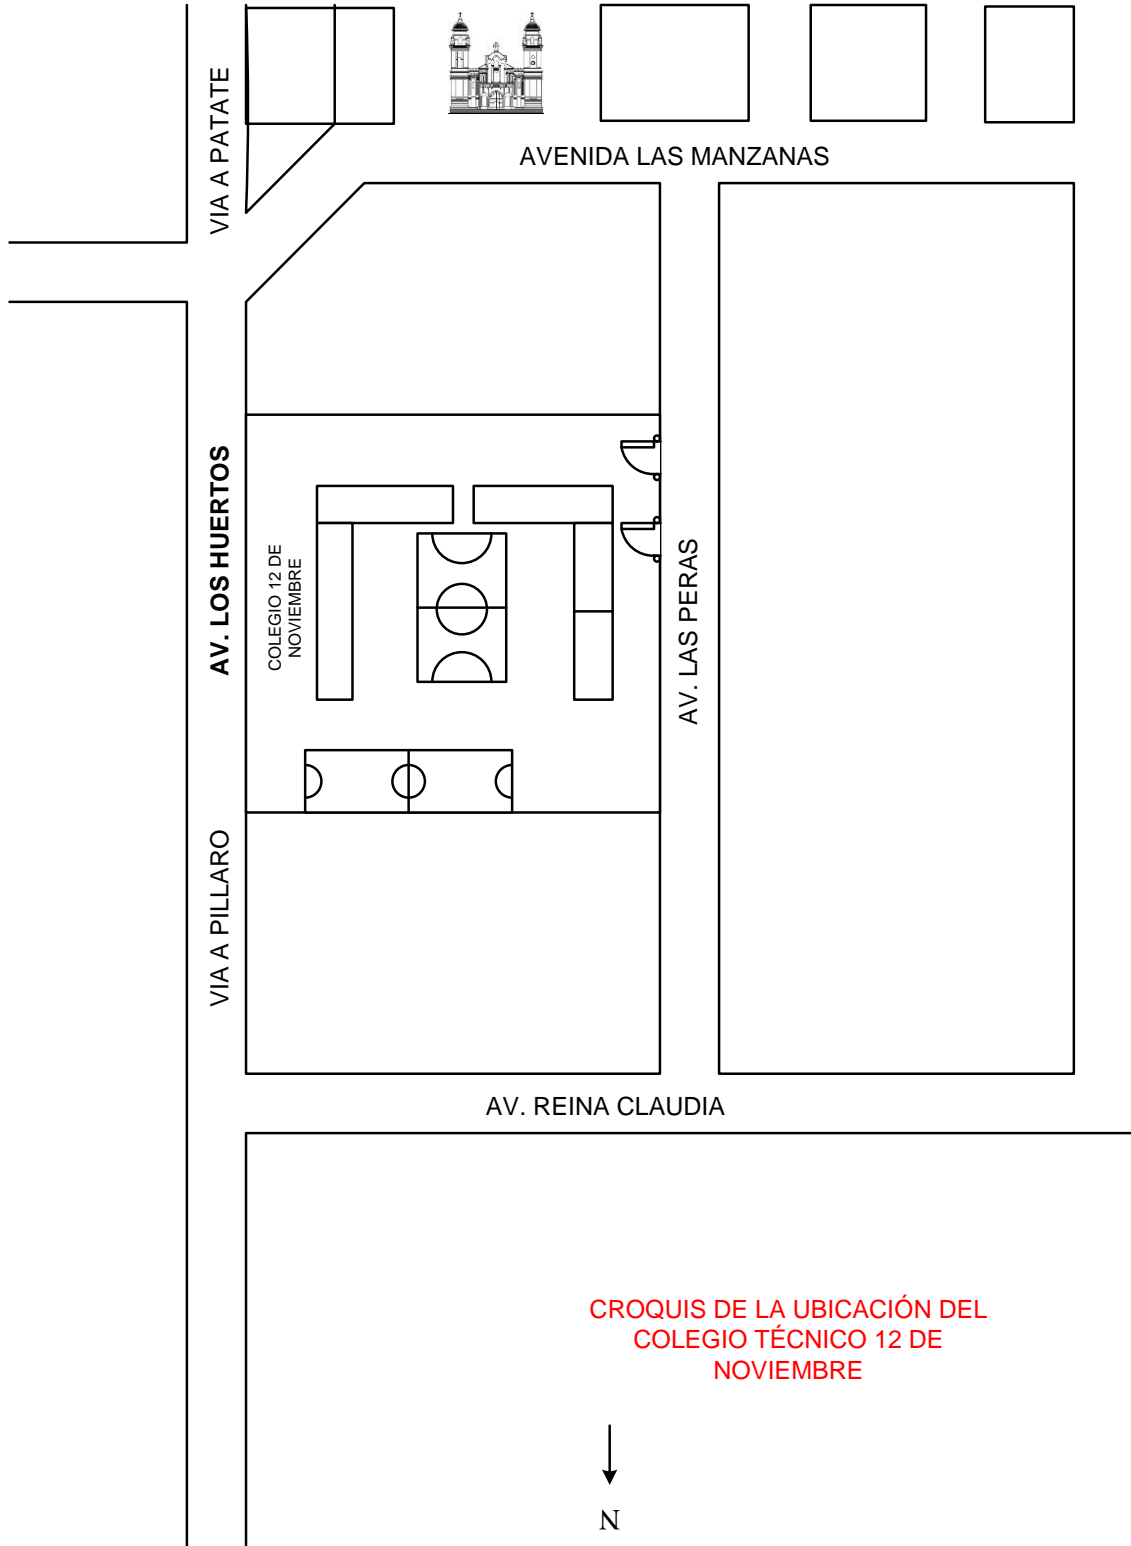 VIA A PATATE
AVENIDA LAS MANZANAS
AV. LOS HUERTOS
COLEGIO 12 DE
NOVIEMBRE
AV. LAS PERAS
VIA A PILLARO
AV. REINA CLAUDIA
CROQUIS DE LA UBICACIÓN DEL
COLEGIO TÉCNICO 12 DE
NOVIEMBRE
N